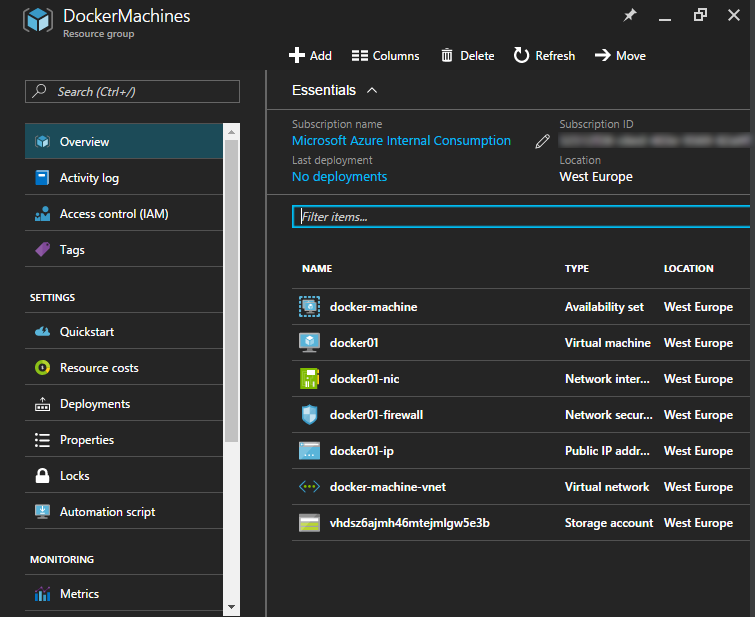 DockerMachines
Resource group
Add Columns Delete Refresh Move
Search (Ctrl+/)
Overview
Activity log
Access control (IAM)
Tags
SETTINGS
Quickstart
Resource costs
Deployments
Properties
Locks
Automation script
MONITORING
Metrics
Essentials
Subscription name
Microsoft Azure Internal Consumption
Subscription ID
Last deployment
No deployments
Location
West Europe
Filter items...
NAME TYPE LOCATION
docker-machine Availability set West Europe
docker01 Virtual machine West Europe
docker01-nic Network inter... West Europe
docker01-firewall Network secur... West Europe
docker01-ip Public IP addr... West Europe
docker-machine-vnet Virtual network West Europe
vhdsz6ajmh46mtejmlgw5e3b Storage account West Europe